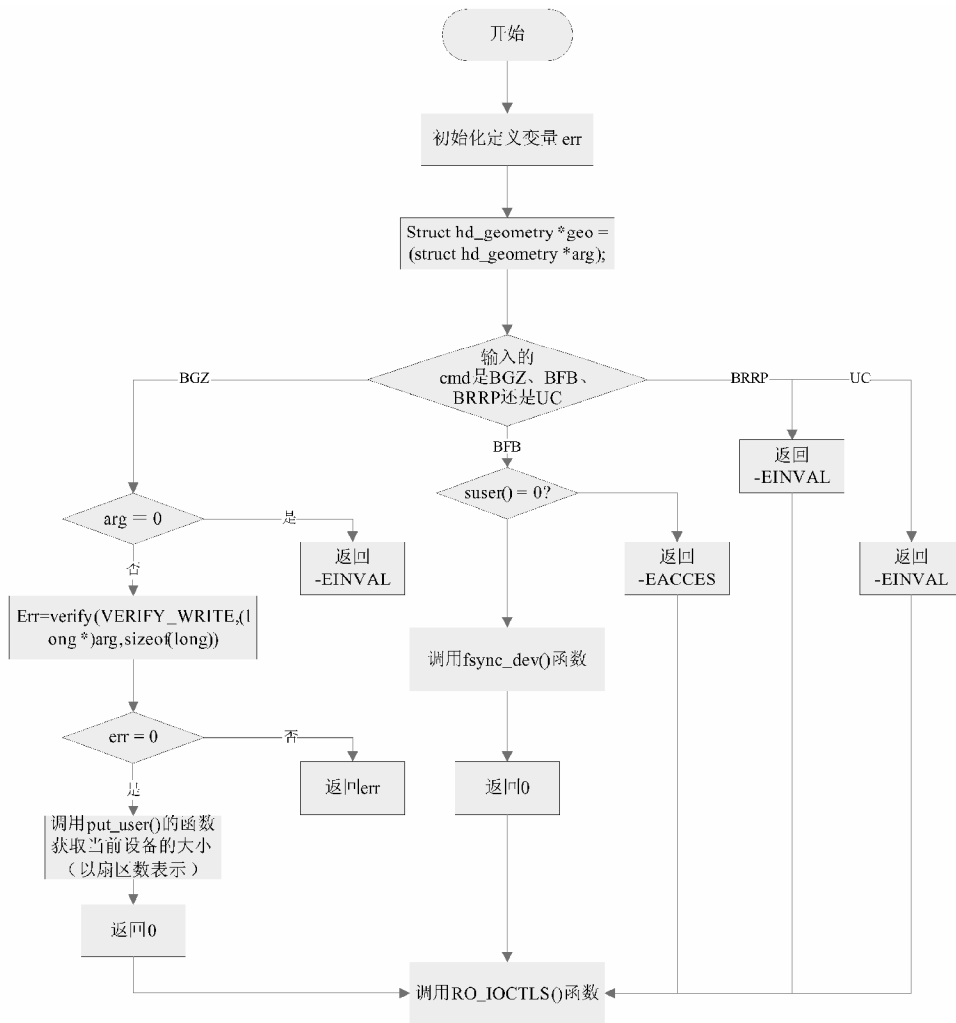 开始
初始化定义变量 err
Struct hd_geometry *geo =
(struct hd_geometry *arg);
输入的
cmd是BGZ、BFB、
BRRP还是UC
BGZ
BRRP
UC
BFB
返回
-EINVAL
suser() = 0?
arg = 0
是
返回
-EINVAL
返回
-EACCES
返回
-EINVAL
否
Err=verify(VERIFY_WRITE,(l
ong *)arg,sizeof(long))
调用fsync_dev()函数
err = 0
否
返回err
返回0
是
调用put_user()的函数
获取当前设备的大小
（以扇区数表示）
返回0
调用RO_IOCTLS()函数